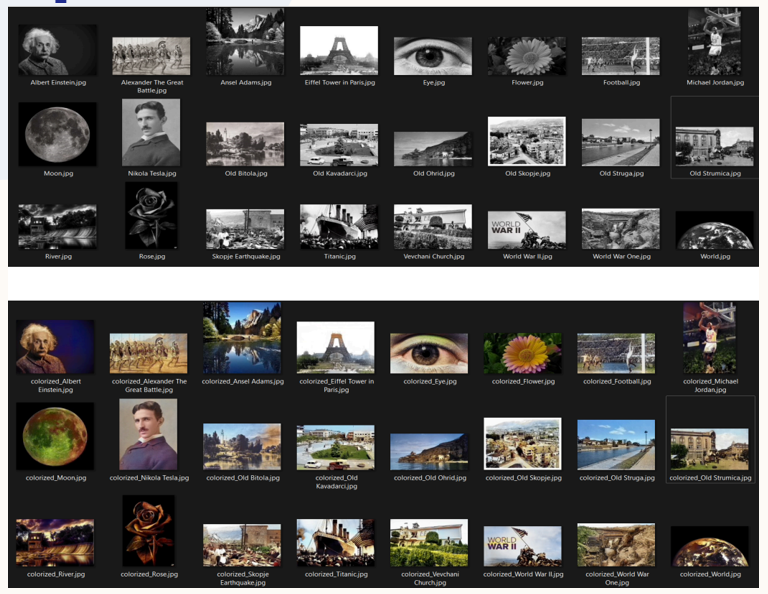 Albert Einstein.jpg
Alexander The Great
Battle.jpg
Ansel Adams.jpg
Eiffel Tower in Paris.jpg
Eye.jpg
Flower.jpg
Football.jpg
Michael Jordan.jpg
Moon.jpg
Nikola Tesla.jpg
Old Bitola.jpg
Old Kavadarci.jpg
Old Ohrid.jpg
Old Skopje.jpg
Old Struga.jpg
Old Strumica.jpg
WORLD
WAR II
River.jpg
Rose.jpg
Skopje Earthquake.jpg
Titanic.jpg
Vevchani Church.jpg
World War II.jpg
World War One.jpg
World.jpg
colorized_Albert
Einstein.jpg
colorized_Alexander The
Great Battle.jpg
colorized_Ansel Adams.jpg
colorized_Eiffel Tower in
Paris.jpg
colorized_Eye.jpg
colorized_Flower.jpg
colorized_Football.jpg
colorized_Michael
Jordan.jpg
colorized_Moon.jpg
colorized_Nikola Tesla.jpg
colorized_Old Bitola.jpg
colorized_Old
Kavadarci.jpg
colorized_Old Ohrid.jpg
colorized_Old Skopje.jpg
colorized_Old Struga.jpg
colorized_Old Strumica.jpg
WORLD
WAR II
colorized_River.jpg
colorized_Rose.jpg
colorized_Skopje
Earthquake.jpg
colorized_Titanic.jpg
colorized_Vevchani
Church.jpg
colorized_World War II.jpg
colorized_World War
One.jpg
colorized_World.jpg